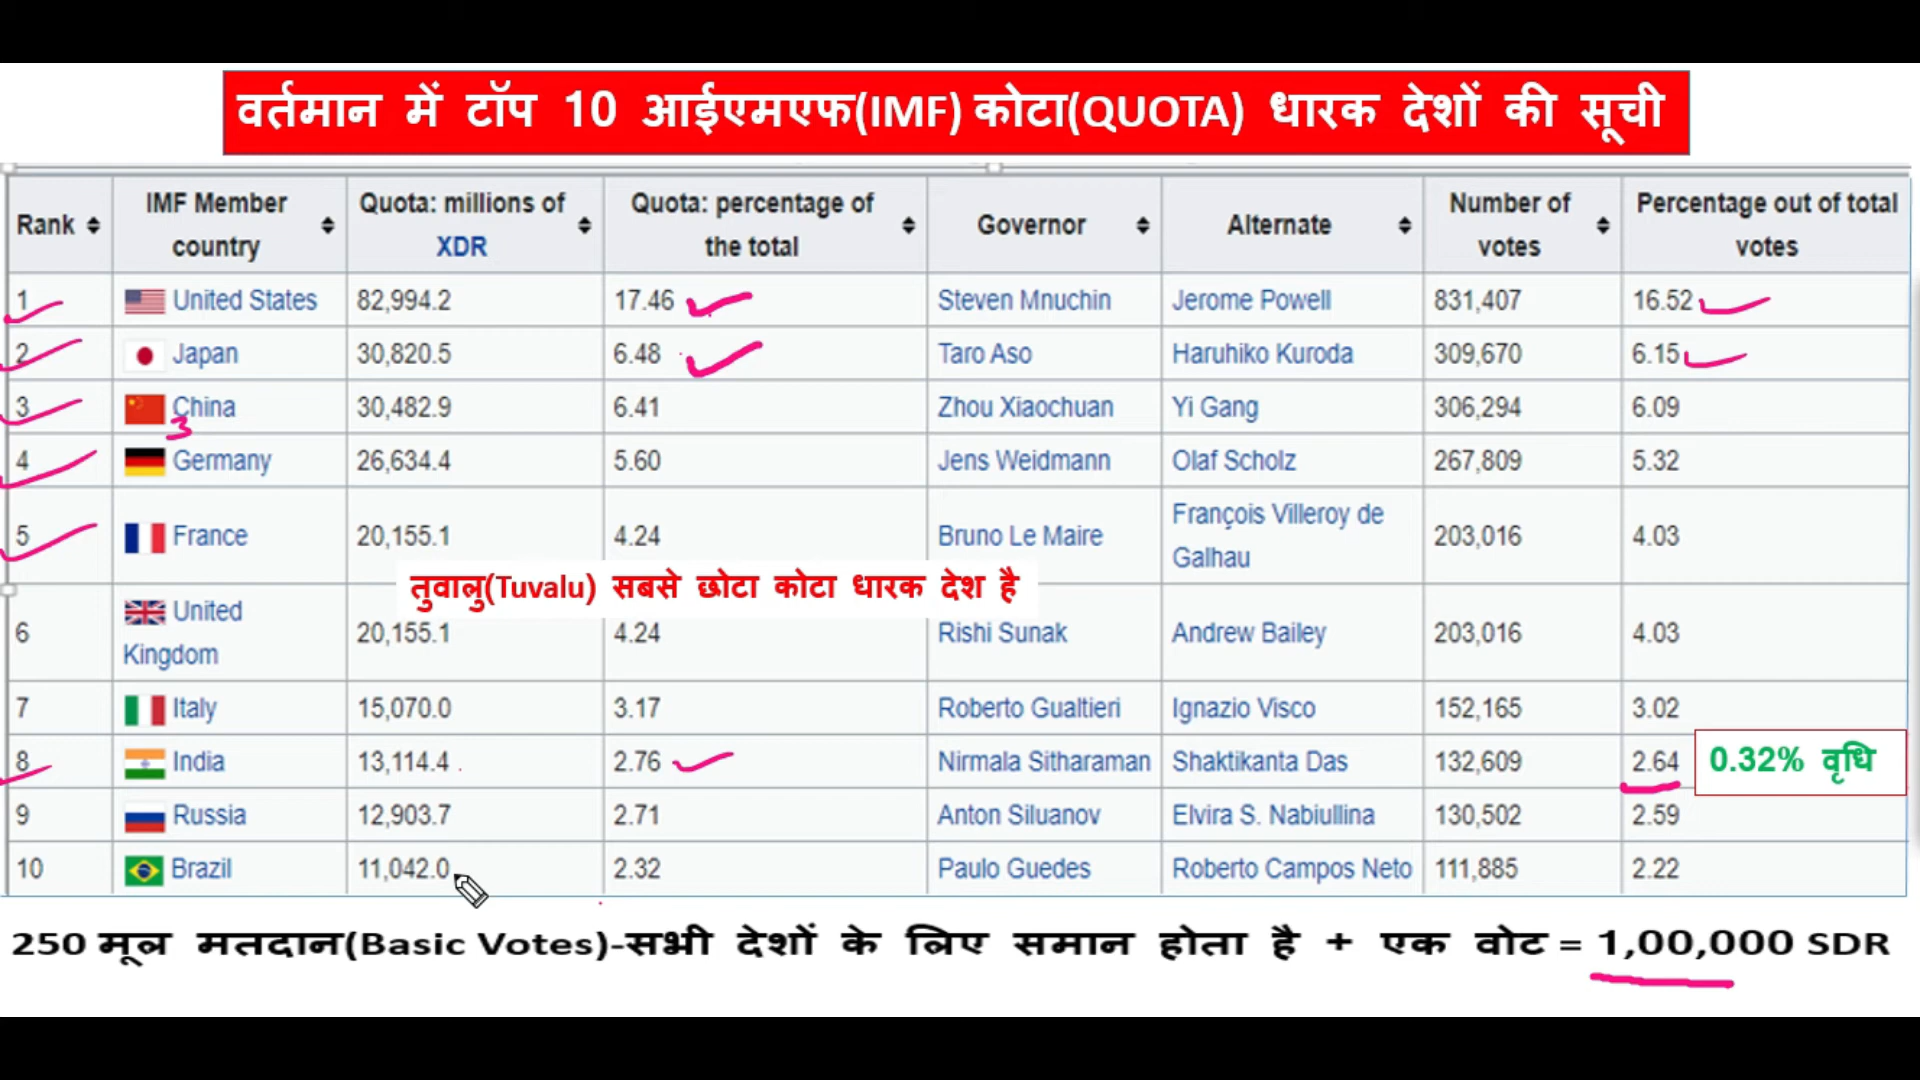 वर्तमान में टॉप 10 आईएमएफ(IMF) कोटा(QUOTA) धारक देशों की सूची
Rank IMF Member country Quota: millions of XDR Quota: percentage of the total Governor Alternate Number of votes Percentage out of total votes
1 United States 82,994.2 17.46 Steven Mnuchin Jerome Powell 831,407 16.52
2 Japan 30,820.5 6.48 Taro Aso Haruhiko Kuroda 309,670 6.15
3 China 30,482.9 6.41 Zhou Xiaochuan Yi Gang 306,294 6.09
3
4 Germany 26,634.4 5.60 Jens Weidmann Olaf Scholz 267,809 5.32
5 France 20,155.1 4.24 Bruno Le Maire François Villeroy de Galhau 203,016 4.03
तुवालु(Tuvalu) सबसे छोटा कोटा धारक देश है
6 United Kingdom 20,155.1 4.24 Rishi Sunak Andrew Bailey 203,016 4.03
7 Italy 15,070.0 3.17 Roberto Gualtieri Ignazio Visco 152,165 3.02
8 India 13,114.4 2.76 Nirmala Sitharaman Shaktikanta Das 132,609 2.64 0.32% वृधि
9 Russia 12,903.7 2.71 Anton Siluanov Elvira S. Nabiullina 130,502 2.59
10 Brazil 11,042.0 2.32 Paulo Guedes Roberto Campos Neto 111,885 2.22
250 मूल मतदान(Basic Votes)-सभी देशों के लिए समान होता है + एक वोट = 1,00,000 SDR